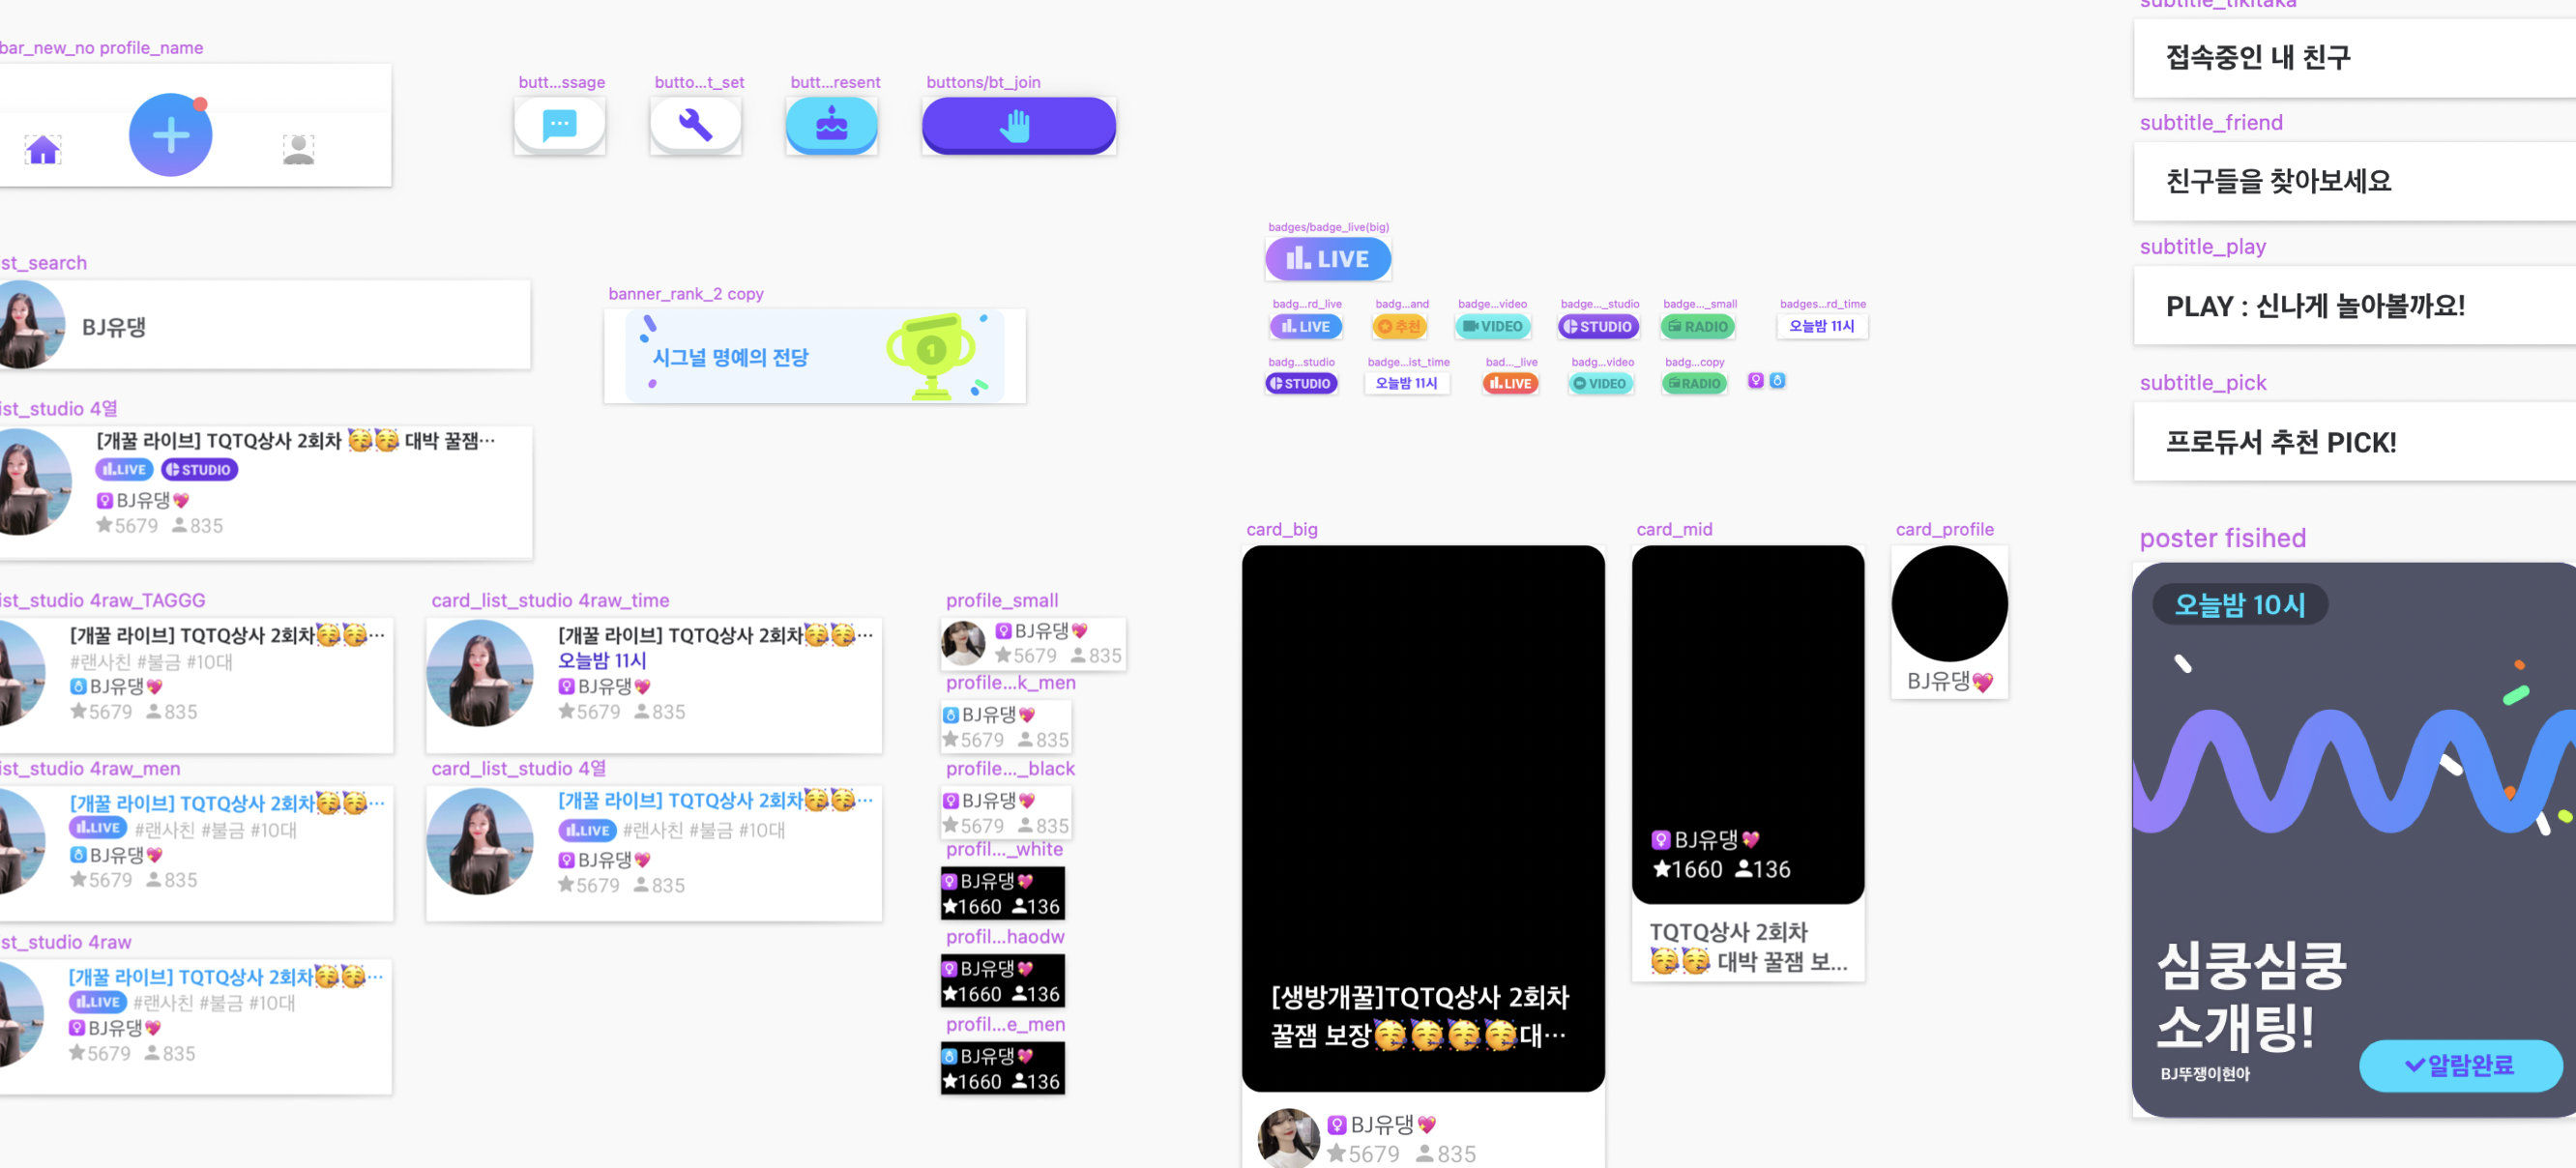 bar_new_no profile_name
butt...ssage
butto...t_set
butt...resent
buttons/bt_join
st_search
BJ유댕
ist_studio 4열
[개꿀 라이브] TQTQ상사 2회차 🥳🥳 대박 꿀잼…
LIVE STUDIO
BJ유댕💖
5679 835
banner_rank_2 copy
시그널 명예의 전당
1
badges/badge_live(big)
LIVE
badg...rd_live
badg...and
badge...video
badge..._studio
badge..._small
badges...rd_time
LIVE
추천
VIDEO
STUDIO
RADIO
오늘밤 11시
badg...studio
badge...ist_time
bad..._live
badg...video
badg...copy
STUDIO
오늘밤 11시
LIVE
VIDEO
RADIO
ist_studio 4raw_TAGGG
[개꿀 라이브] TQTQ상사 2회차🥳🥳…
#랜사친 #불금 #10대
BJ유댕💖
5679 835
card_list_studio 4raw_time
[개꿀 라이브] TQTQ상사 2회차🥳🥳…
오늘밤 11시
BJ유댕💖
5679 835
ist_studio 4raw_men
[개꿀 라이브] TQTQ상사 2회차🥳🥳…
LIVE #랜사친 #불금 #10대
BJ유댕💖
5679 835
card_list_studio 4열
[개꿀 라이브] TQTQ상사 2회차🥳🥳…
LIVE #랜사친 #불금 #10대
BJ유댕💖
5679 835
st_studio 4raw
[개꿀 라이브] TQTQ상사 2회차🥳🥳…
LIVE #랜사친 #불금 #10대
BJ유댕💖
5679 835
profile_small
BJ유댕💖
5679 835
profile...k_men
BJ유댕💖
5679 835
profile..._black
BJ유댕💖
5679 835
profil..._white
BJ유댕💖
1660 136
profil...haodw
BJ유댕💖
1660 136
profil...e_men
BJ유댕💖
1660 136
card_big
[생방개꿀]TQTQ상사 2회차
꿀잼 보장🥳🥳🥳🥳대…
BJ유댕💖
5679 835
card_mid
BJ유댕💖
1660 136
TQTQ상사 2회차
🥳🥳 대박 꿀잼 보...
card_profile
BJ유댕💖
subtitle_tikitaka
접속중인 내 친구
subtitle_friend
친구들을 찾아보세요
subtitle_play
PLAY : 신나게 놀아볼까요!
subtitle_pick
프로듀서 추천 PICK!
poster fisihed
오늘밤 10시
심쿵심쿵
소개팅!
BJ뚜쟁이현아
알람완료